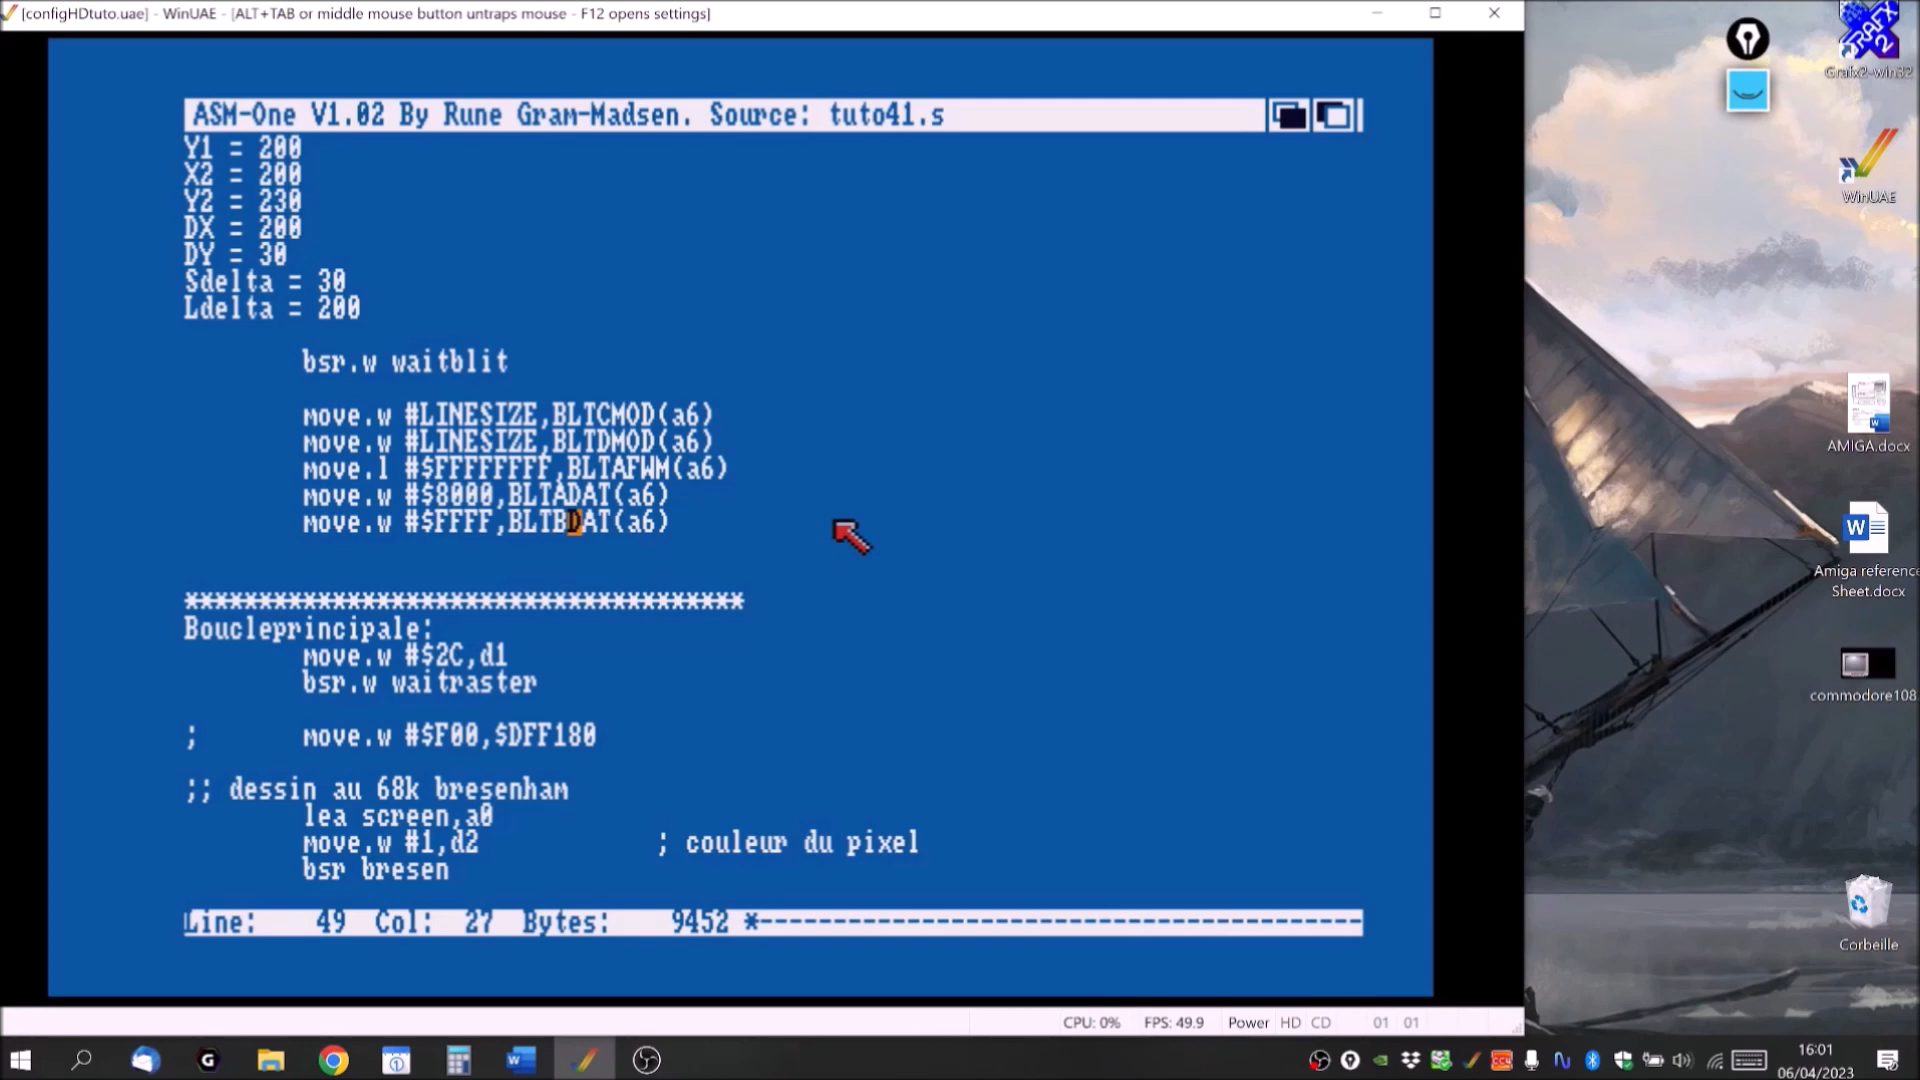 [configHDtuto.uae] - WinUAE - [ALT+TAB or middle mouse button untraps mouse - F12 opens settings]
ASM-One V1.02 By Rune Gram-Madsen. Source: tuto41.s
Y1 = 200
X2 = 200
Y2 = 230
DX = 200
DY = 30
Sdelta = 30
Ldelta = 200
bsr.w waitblit
move.w #LINESIZE,BLTCMOD(a6)
move.w #LINESIZE,BLTDMOD(a6)
move.l #$FFFFFFFF,BLTAFWM(a6)
move.w #$8000,BLTADAT(a6)
move.w #$FFFF,BLTBDAT(a6)
**************************************
Boucleprincipale:
move.w #$2C,d1
bsr.w waitraster
; move.w #$F00,$DFF180
;; dessin au 68k bresenham
lea screen,a0
move.w #1,d2 ; couleur du pixel
bsr bresen
Line: 49 Col: 27 Bytes: 9452 *-----------------------------------------
CPU: 0% FPS: 49.9 Power HD CD 01 01
GRAFX2
Grafx2-win32
WinUAE
AMIGA.docx
Amiga reference
Sheet.docx
commodore108
Corbeille
16:01
06/04/2023